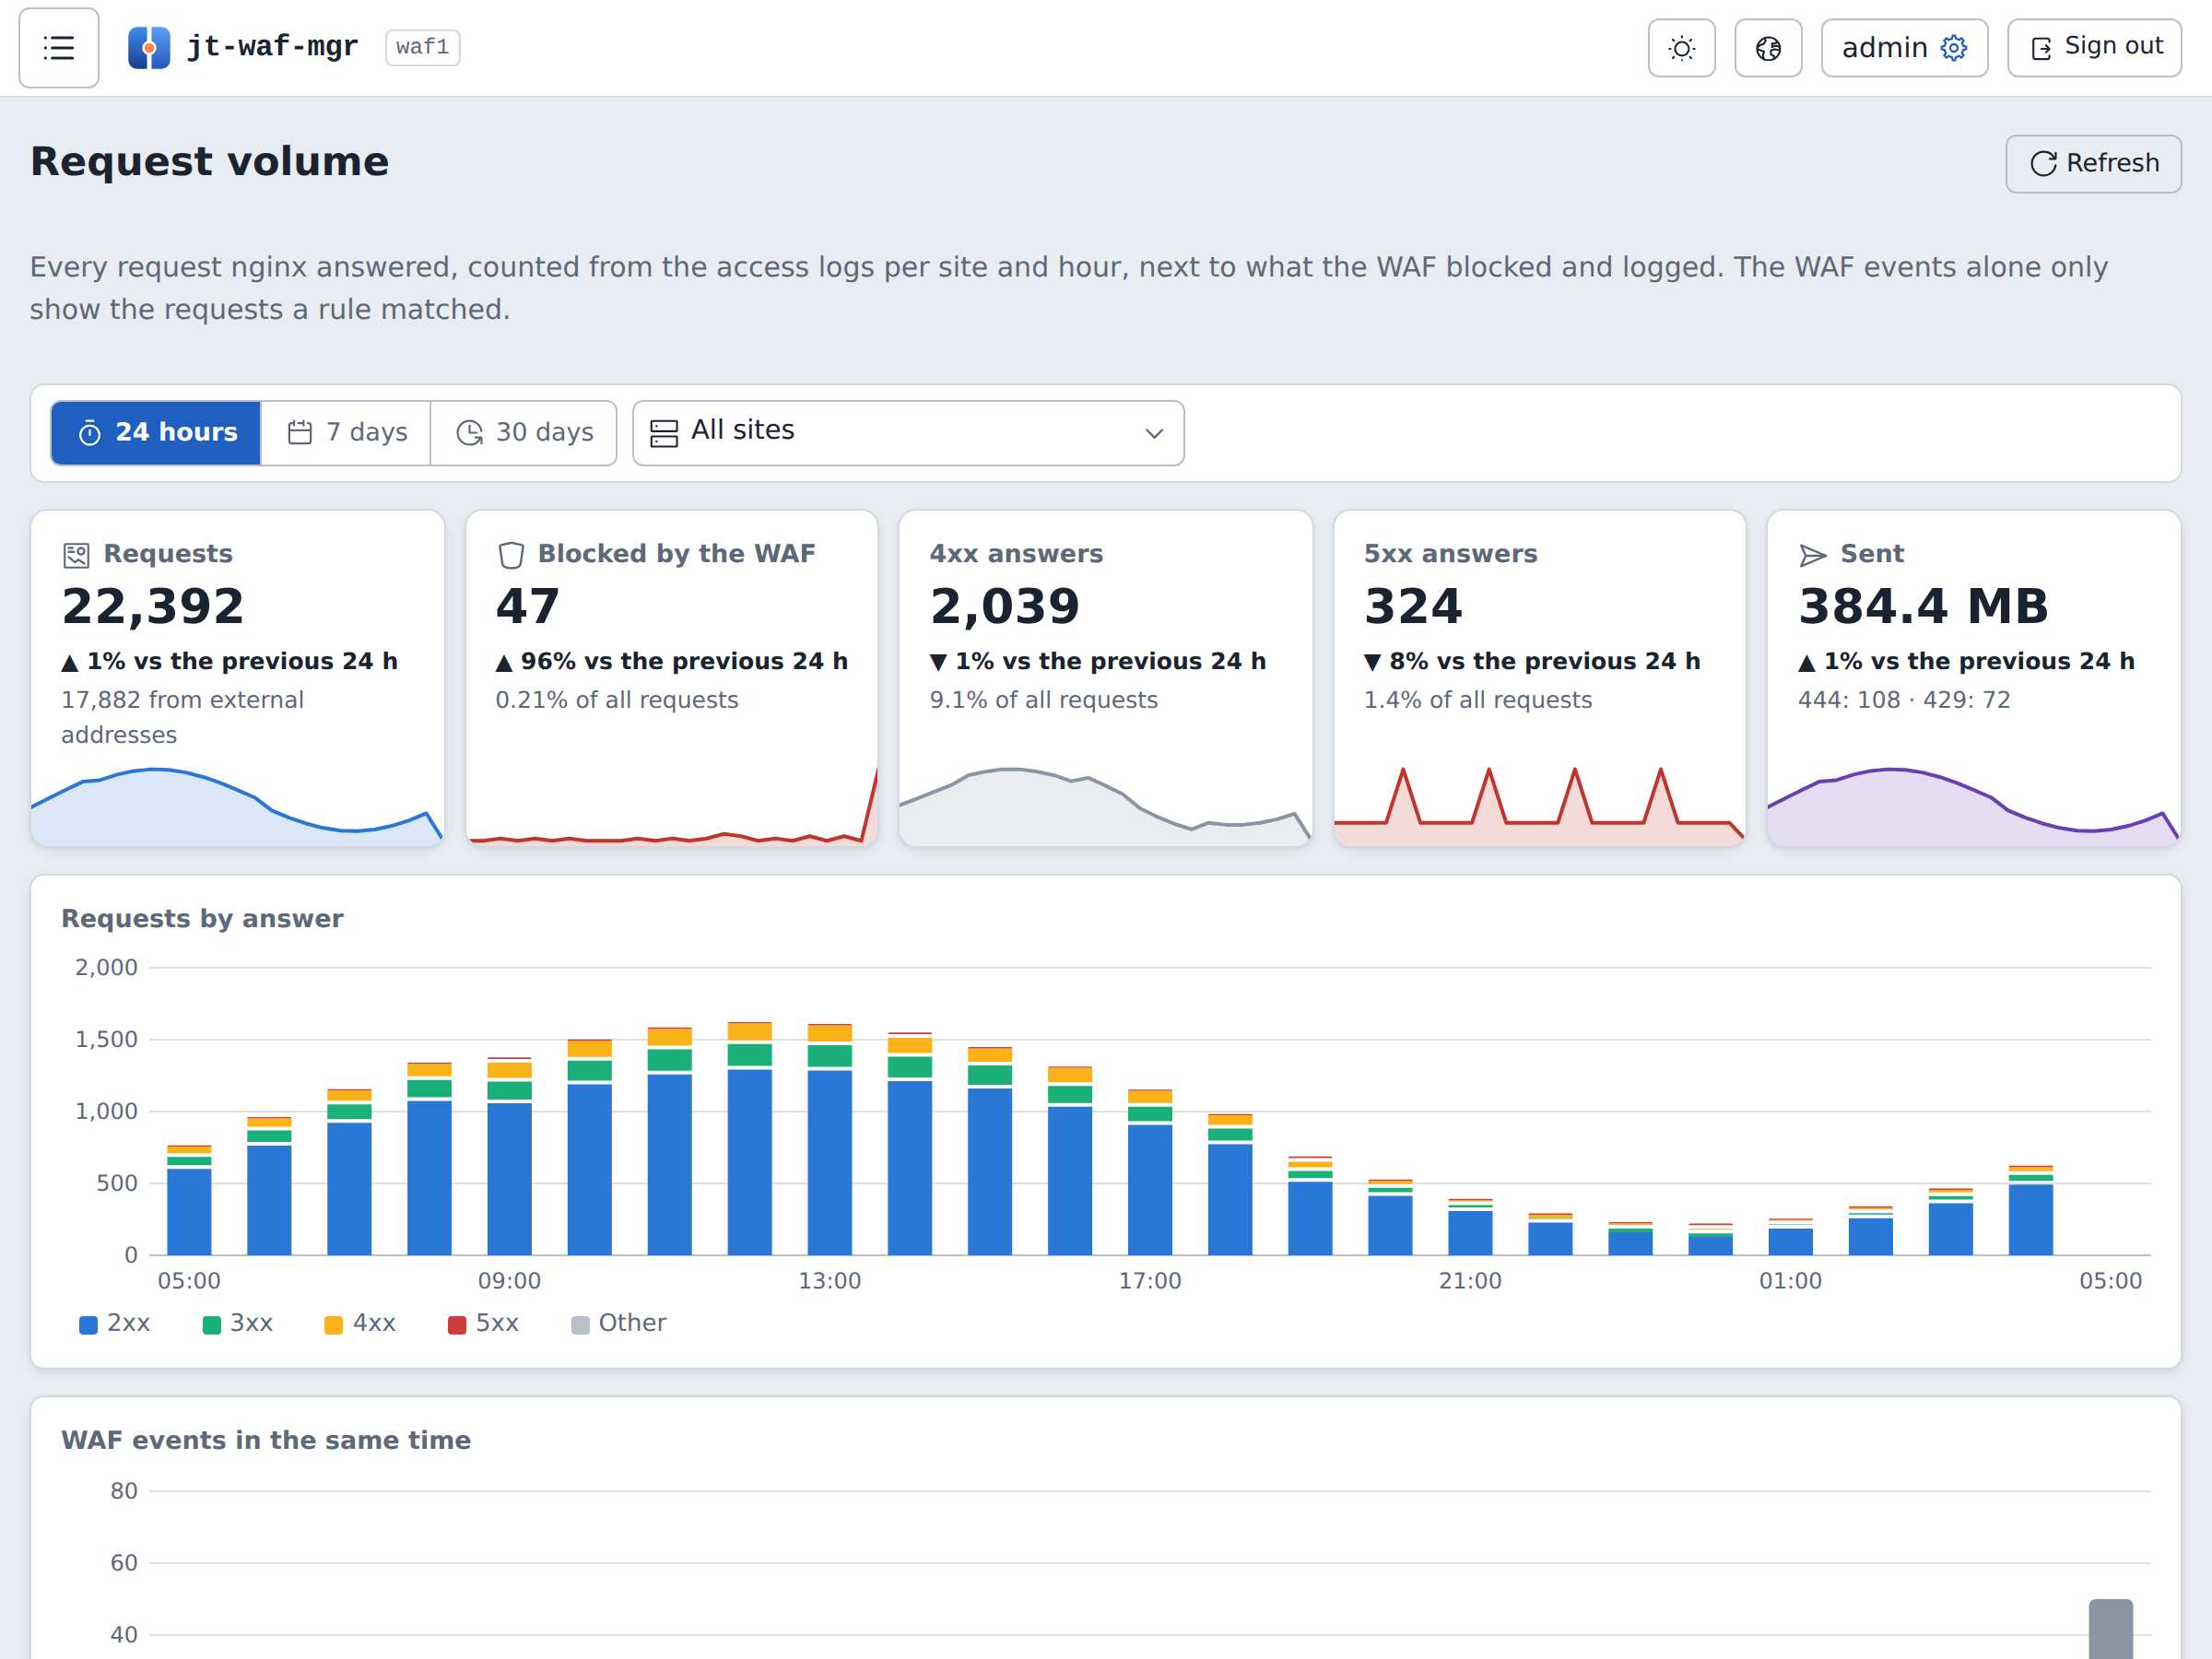 jt-waf-mgr waf1 admin Sign out
Request volume Refresh
Every request nginx answered, counted from the access logs per site and hour, next to what the WAF blocked and logged. The WAF events alone only
show the requests a rule matched.
24 hours 7 days 30 days All sites
Requests
22,392
▲ 1% vs the previous 24 h
17,882 from external
addresses
Blocked by the WAF
47
▲ 96% vs the previous 24 h
0.21% of all requests
4xx answers
2,039
▼ 1% vs the previous 24 h
9.1% of all requests
5xx answers
324
▼ 8% vs the previous 24 h
1.4% of all requests
Sent
384.4 MB
▲ 1% vs the previous 24 h
444: 108 · 429: 72
Requests by answer
2,000
1,500
1,000
500
0
05:00 09:00 13:00 17:00 21:00 01:00 05:00
2xx 3xx 4xx 5xx Other
WAF events in the same time
80
60
40